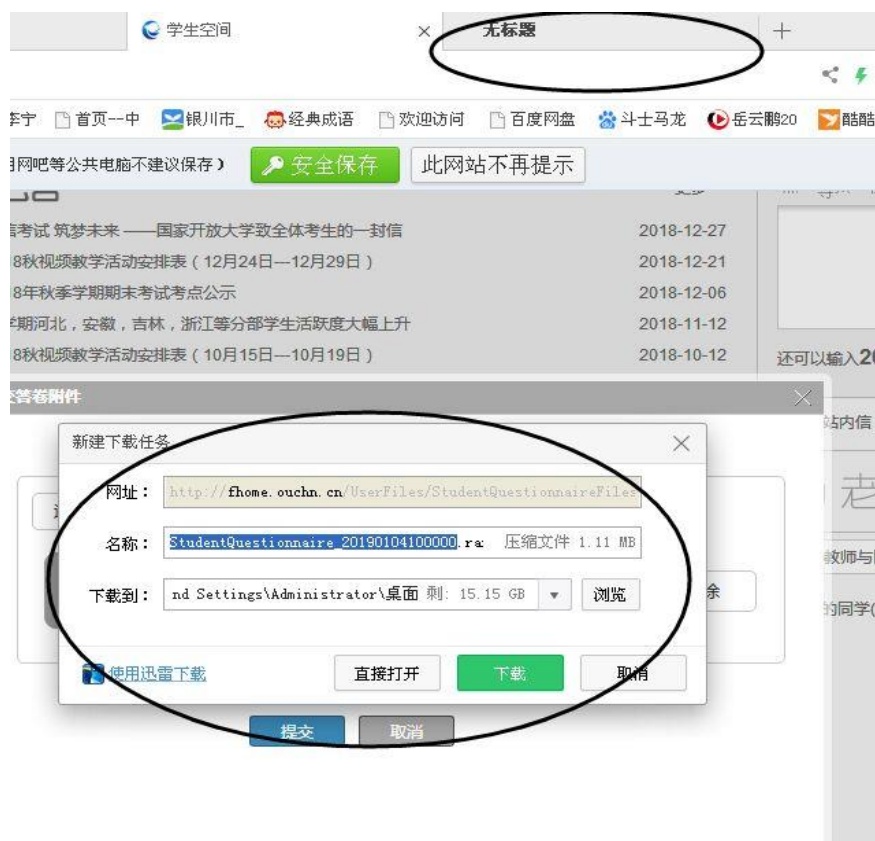 学生空间 × 无标题 +
李宁 首页--中 银川市_ 经典成语 欢迎访问 百度网盘 斗士马龙 岳云鹏20 酷酷
网吧等公共电脑不建议保存) 安全保存 此网站不再提示
考试 筑梦未来 ——国家开放大学致全体考生的一封信 2018-12-27
8秋视频教学活动安排表(12月24日---12月29日) 2018-12-21
8年秋季学期期末考试考点公示 2018-12-06
学期河北,安徽,吉林,浙江等分部学生活跃度大幅上升 2018-11-12
8秋视频教学活动安排表(10月15日---10月19日) 2018-10-12
还可以输入20
交答卷附件
站内信
新建下载任务
网址: http://fhome.ouchn.cn/UserFiles/StudentQuestionnaireFiles
老
名称: StudentQuestionnaire_20190104100000.ra 压缩文件 1.11 MB
教师与
下载到: nd Settings\Administrator\桌面 剩: 15.15 GB 浏览
余
的同学(
使用迅雷下载 直接打开 下载 取消
提交 取消